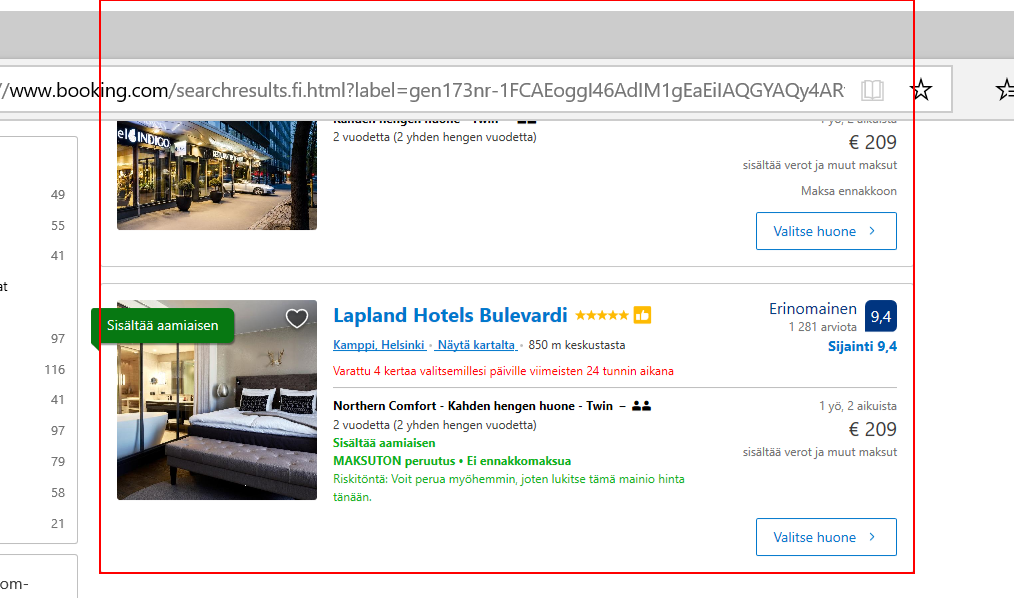 //www.booking.com/searchresults.fi.html?label=gen173nr-1FCAEoggI46AdIM1gEaEiIAQGYAQy4AR
Kahden hengen huone - Twin –
1 yö, 2 aikuista
INDIGO
2 vuodetta (2 yhden hengen vuodetta)
€ 209
sisältää verot ja muut maksut
Maksa ennakkoon
Valitse huone
49
55
41
at
97
116
41
97
79
58
21
om-
Sisältää aamiaisen
Lapland Hotels Bulevardi
Erinomainen
9,4
1 281 arviota
Kamppi, Helsinki • Näytä kartalta • 850 m keskustasta
Sijainti 9,4
Varattu 4 kertaa valitsemillesi päiville viimeisten 24 tunnin aikana
Northern Comfort - Kahden hengen huone - Twin –
1 yö, 2 aikuista
2 vuodetta (2 yhden hengen vuodetta)
€ 209
Sisältää aamiaisen
sisältää verot ja muut maksut
MAKSUTON peruutus • Ei ennakkomaksua
Riskitöntä: Voit perua myöhemmin, joten lukitse tämä mainio hinta
tänään.
Valitse huone